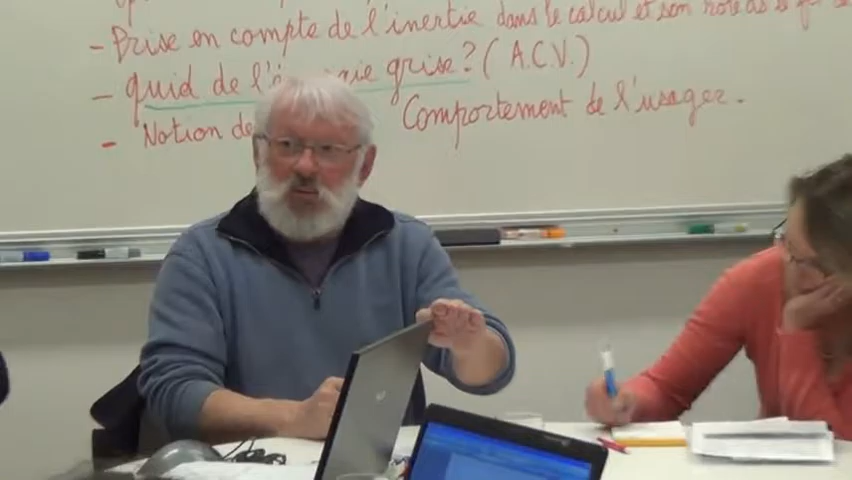 - Prise en compte de l'inertie dans le calcul et son rôle
- Quid de l'énergie grise ? (A.C.V.)
- Notion de Comportement de l'usager.